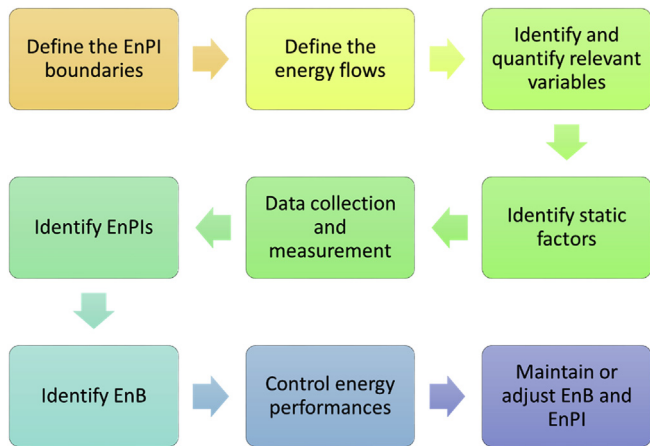 Define the EnPI
boundaries
Define the
energy flows
Identify and
quantify relevant
variables
Identify static
factors
Data collection
and
measurement
Identify EnPIs
Identify EnB
Control energy
performances
Maintain or
adjust EnB and
EnPI